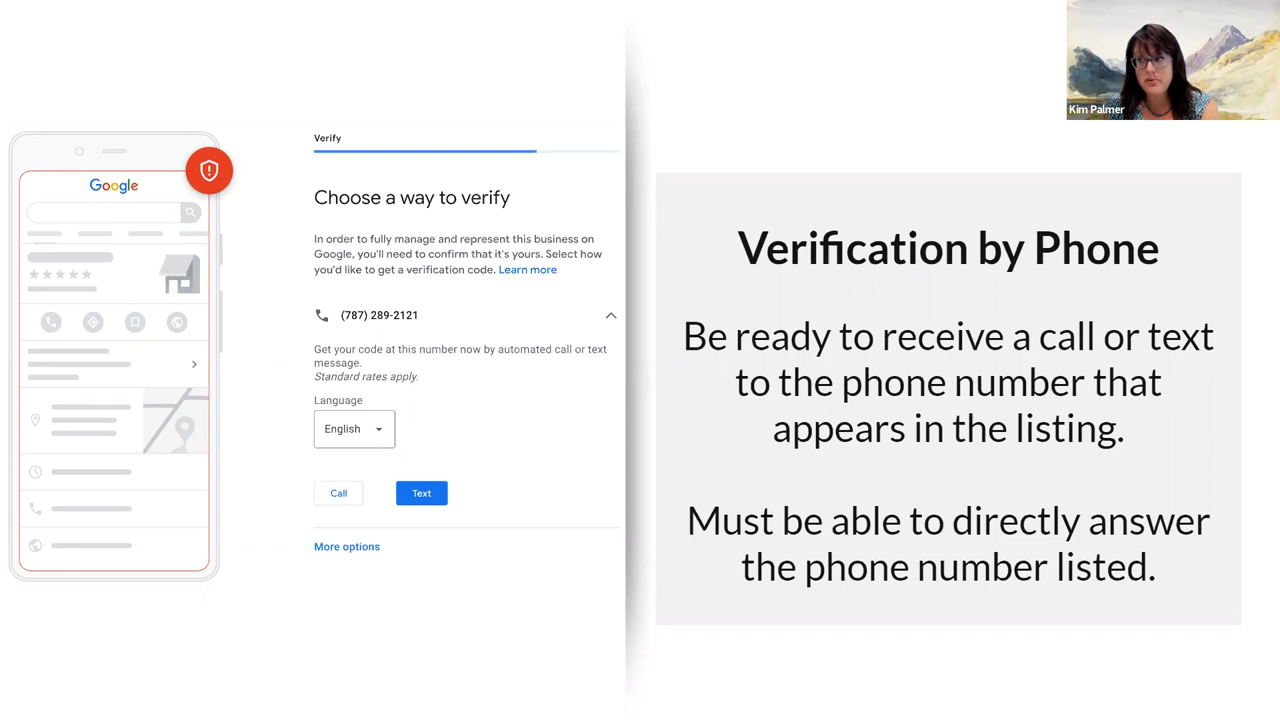 Kim Palmer
Google
Verify
Choose a way to verify
In order to fully manage and represent this business on
Google, you'll need to confirm that it's yours. Select how
you'd like to get a verification code. Learn more
(787) 289-2121
Get your code at this number now by automated call or text
message.
Standard rates apply.
Language
English
Call
Text
More options
Verification by Phone
Be ready to receive a call or text
to the phone number that
appears in the listing.
Must be able to directly answer
the phone number listed.